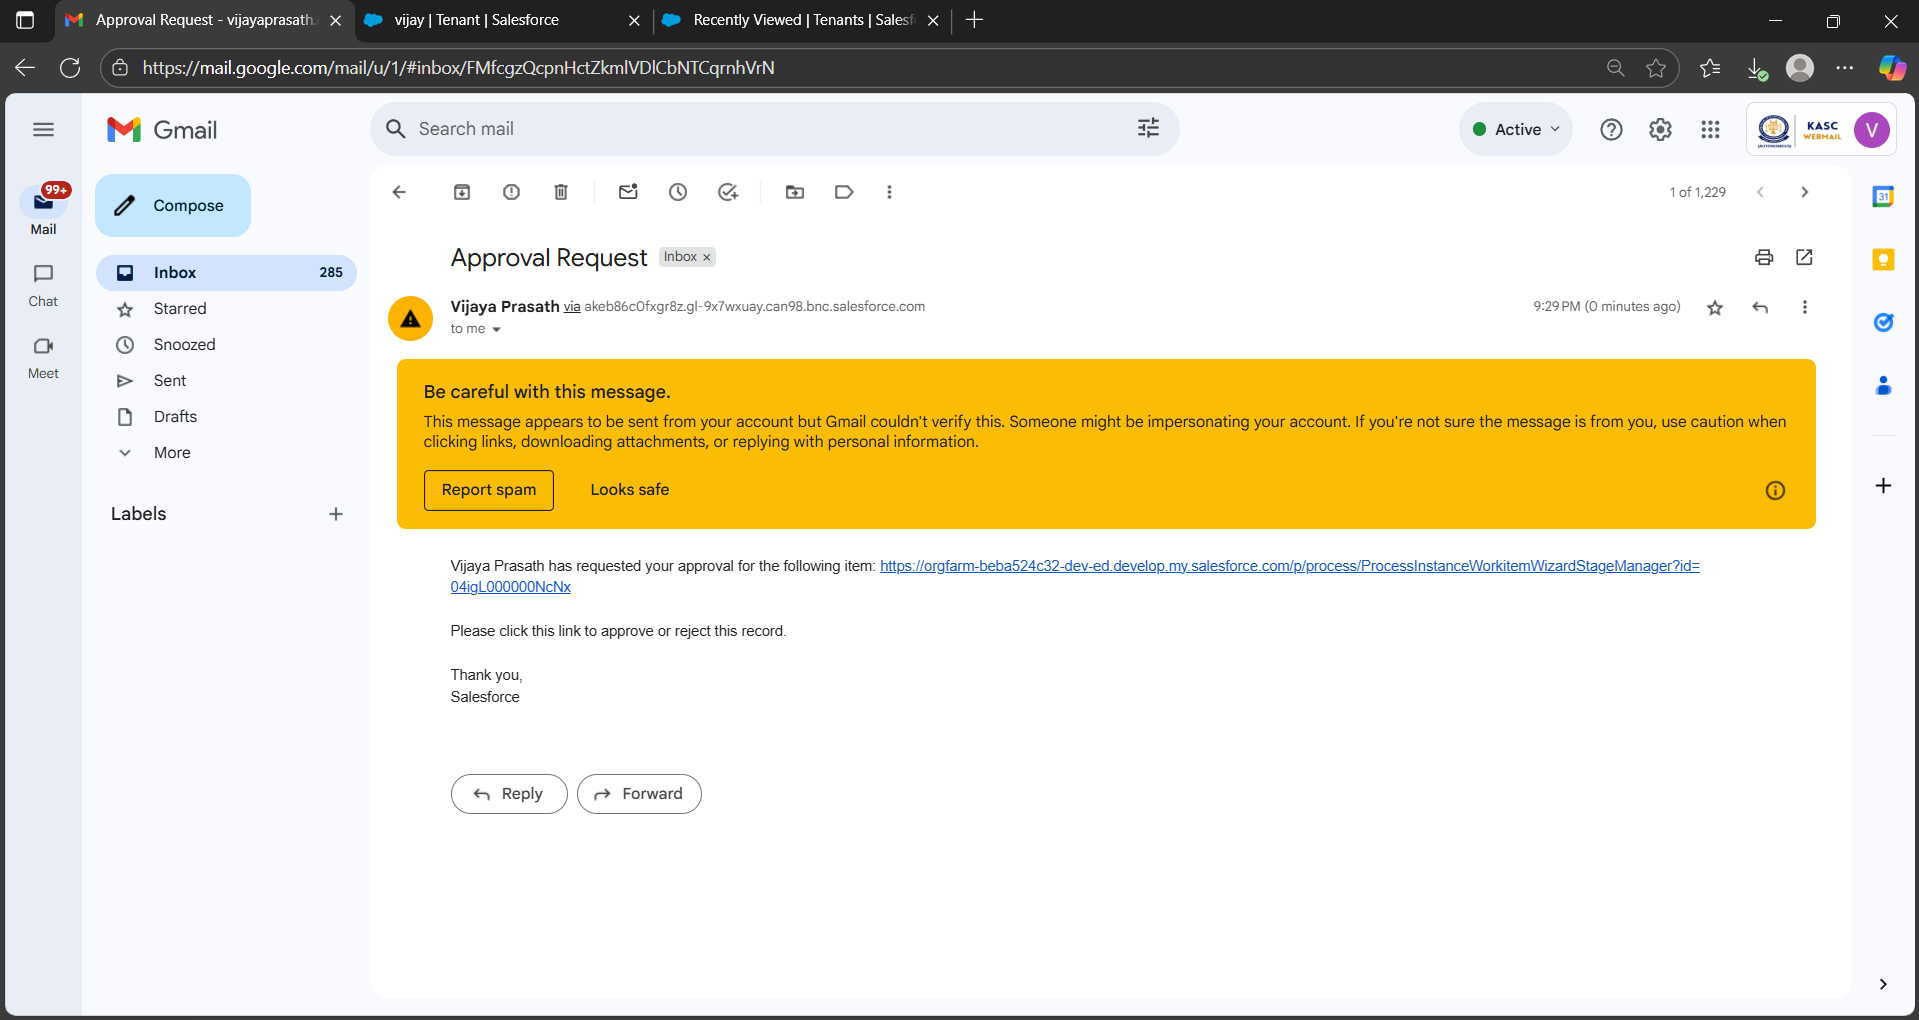 Approval Request - vijayaprasath.
vijay | Tenant | Salesforce
Recently Viewed | Tenants | Salesf
https://mail.google.com/mail/u/1/#inbox/FMfcgzQcpnHctZkmlVDlCbNTCqrnhVrN
Gmail
Search mail
Active
KASC
WEBMAIL
(AUTONOMOUS)
V
99+
Mail
Chat
Meet
Compose
Inbox 285
Starred
Snoozed
Sent
Drafts
More
Labels
1 of 1,229
31
Approval Request Inbox ×
Vijaya Prasath via akeb86c0fxgr8z.gl-9x7wxuay.can98.bnc.salesforce.com
9:29 PM (0 minutes ago)
to me
Be careful with this message.
This message appears to be sent from your account but Gmail couldn't verify this. Someone might be impersonating your account. If you're not sure the message is from you, use caution when
clicking links, downloading attachments, or replying with personal information.
Report spam
Looks safe
Vijaya Prasath has requested your approval for the following item: https://orgfarm-beba524c32-dev-ed.develop.my.salesforce.com/p/process/ProcessInstanceWorkitemWizardStageManager?id=
04igL000000NcNx
Please click this link to approve or reject this record.
Thank you,
Salesforce
Reply
Forward